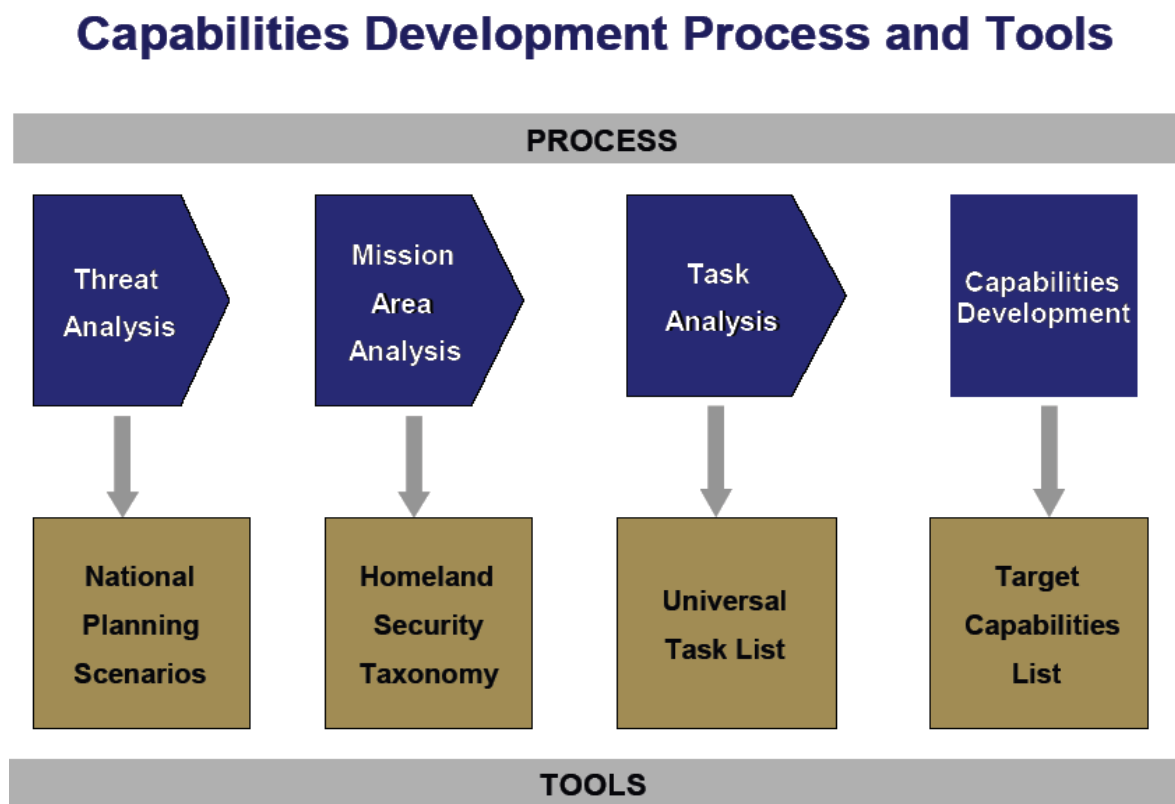 Capabilities Development Process and Tools
PROCESS
Threat
Analysis
Mission
Area
Analysis
Task
Analysis
Capabilities
Development
National
Planning
Scenarios
Homeland
Security
Taxonomy
Universal
Task List
Target
Capabilities
List
TOOLS